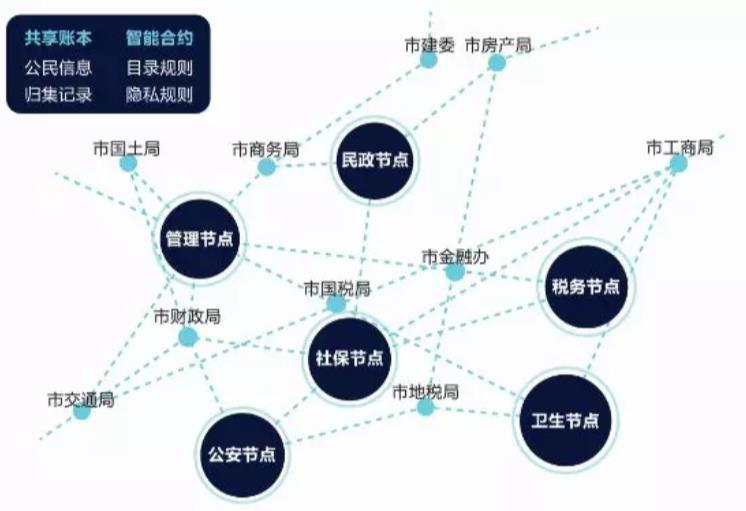 共享账本 智能合约
公民信息 目录规则
归集记录 隐私规则
市建委 市房产局
市国土局 市商务局 民政节点 市工商局
管理节点
市金融办
市国税局 税务节点
市财政局
社保节点
市交通局 市地税局
卫生节点
公安节点